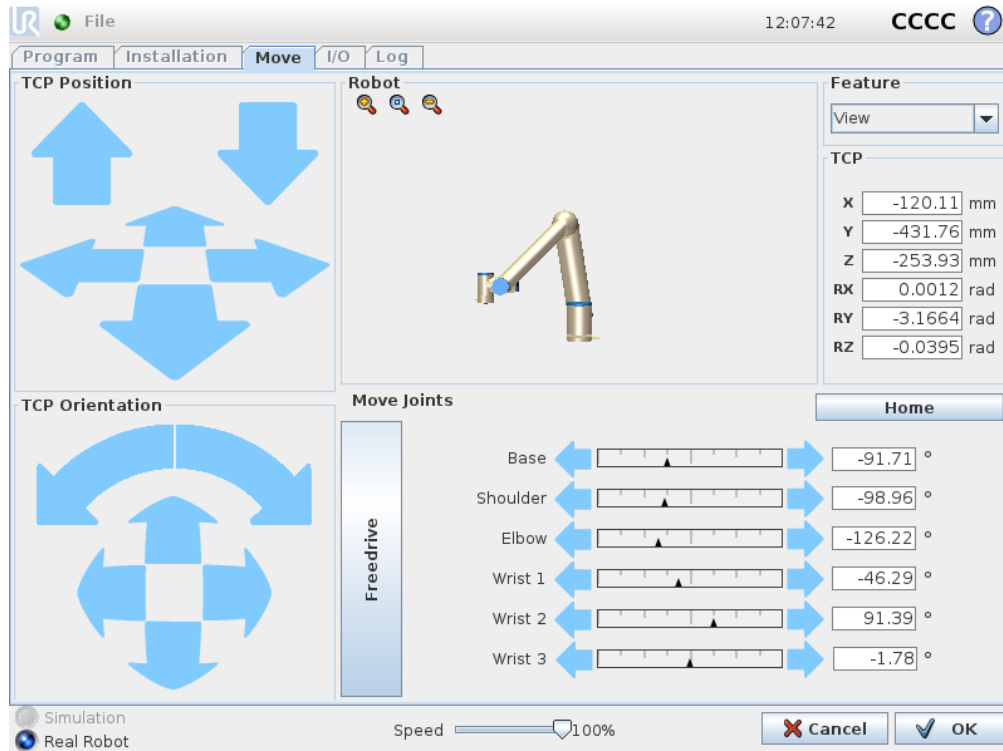 UR File 12:07:42 CCCC ?
Program Installation Move I/O Log
TCP Position
Robot
Feature
View
TCP
X -120.11 mm
Y -431.76 mm
Z -253.93 mm
RX 0.0012 rad
RY -3.1664 rad
RZ -0.0395 rad
TCP Orientation
Move Joints
Home
Freedrive
Base -91.71 °
Shoulder -98.96 °
Elbow -126.22 °
Wrist 1 -46.29 °
Wrist 2 91.39 °
Wrist 3 -1.78 °
Simulation
Real Robot
Speed 100%
Cancel OK